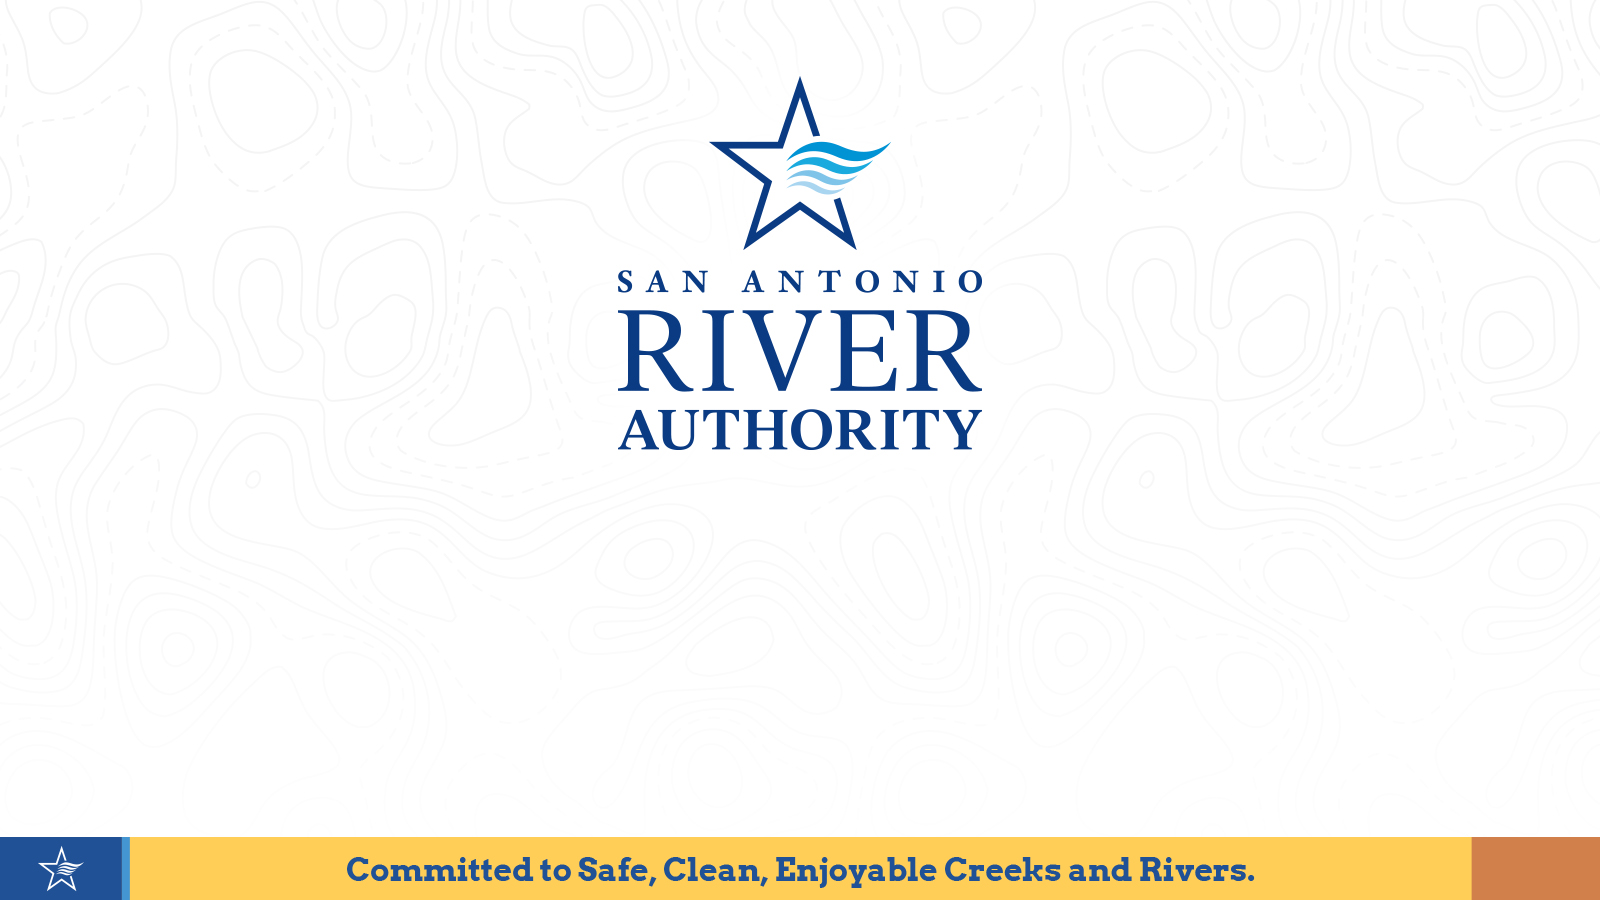 SAN ANTONIO
RIVER
AUTHORITY
Committed to Safe, Clean, Enjoyable Creeks and Rivers.